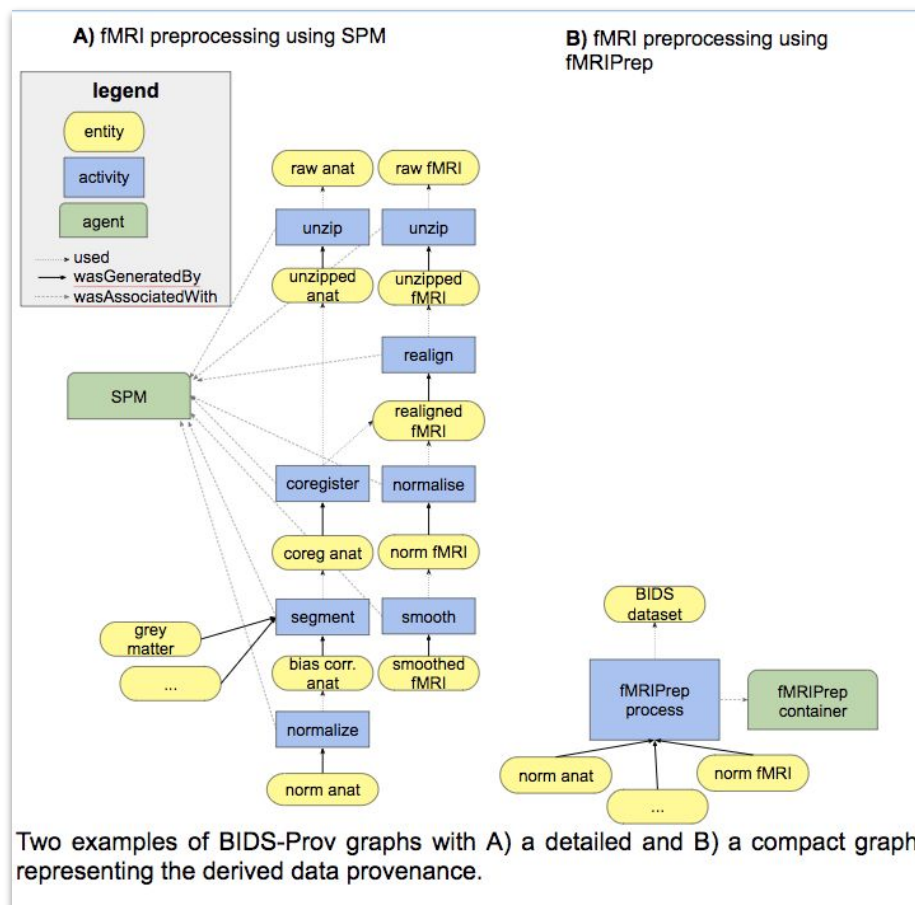 A) fMRI preprocessing using SPM
B) fMRI preprocessing using
fMRIPrep
legend
entity
activity
agent
used
wasGeneratedBy
wasAssociatedWith
raw anat
raw fMRI
unzip
unzip
unzipped
anat
unzipped
fMRI
realign
SPM
realigned
fMRI
coregister
normalise
coreg anat
norm fMRI
segment
smooth
grey
matter
...
bias corr.
anat
smoothed
fMRI
normalize
norm anat
BIDS
dataset
fMRIPrep
process
fMRIPrep
container
norm anat
norm fMRI
...
Two examples of BIDS-Prov graphs with A) a detailed and B) a compact graph
representing the derived data provenance.